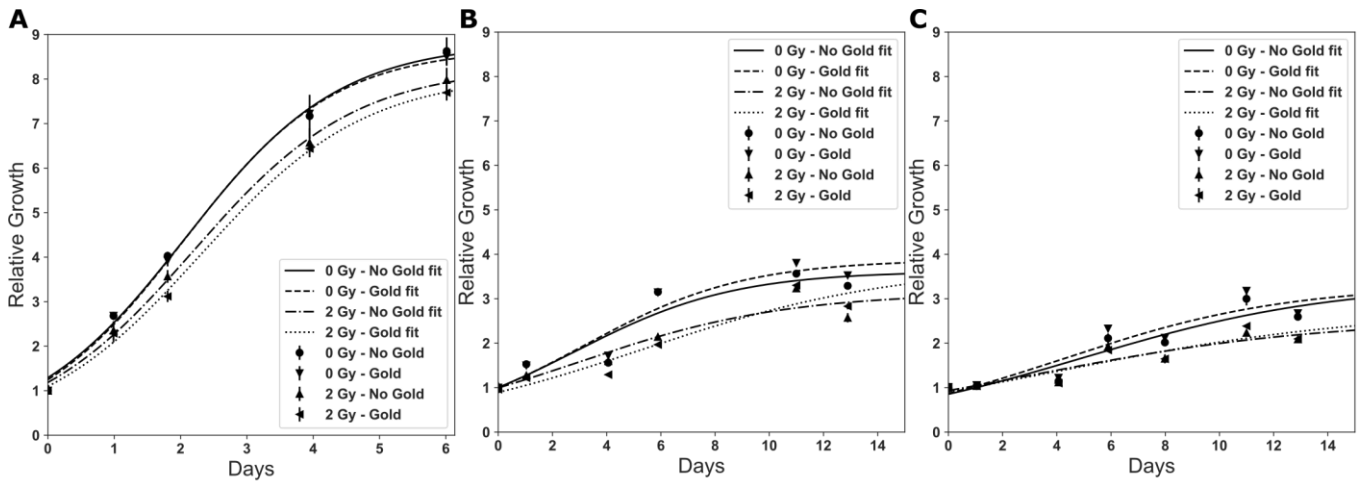 A
Relative Growth
9
8
7
6
5
4
3
2
1
0
0 Gy - No Gold fit
0 Gy - Gold fit
2 Gy - No Gold fit
2 Gy - Gold fit
0 Gy - No Gold
0 Gy - Gold
2 Gy - No Gold
2 Gy - Gold
0 1 2 3 4 5 6
Days
B
Relative Growth
9
8
7
6
5
4
3
2
1
0
0 Gy - No Gold fit
0 Gy - Gold fit
2 Gy - No Gold fit
2 Gy - Gold fit
0 Gy - No Gold
0 Gy - Gold
2 Gy - No Gold
2 Gy - Gold
0 2 4 6 8 10 12 14
Days
C
Relative Growth
9
8
7
6
5
4
3
2
1
0
0 Gy - No Gold fit
0 Gy - Gold fit
2 Gy - No Gold fit
2 Gy - Gold fit
0 Gy - No Gold
0 Gy - Gold
2 Gy - No Gold
2 Gy - Gold
0 2 4 6 8 10 12 14
Days